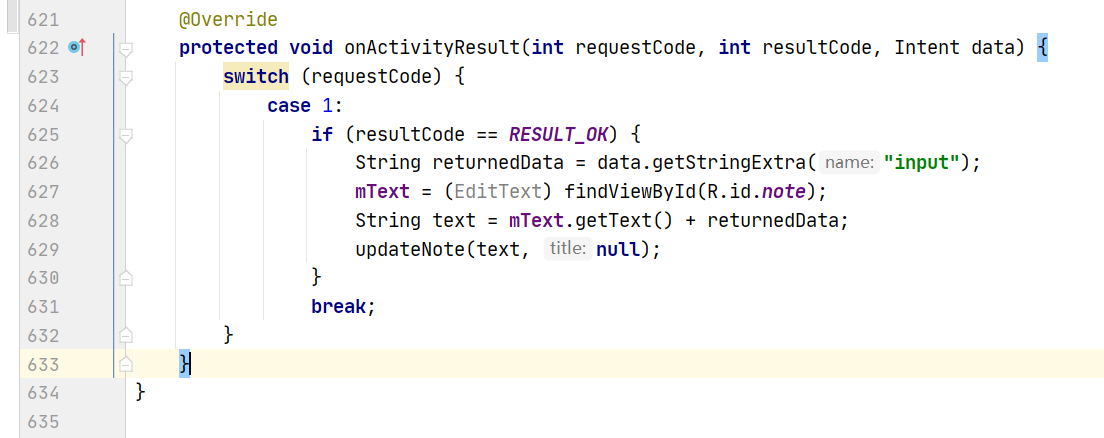 621 @Override
622 protected void onActivityResult(int requestCode, int resultCode, Intent data) {
623 switch (requestCode) {
624 case 1:
625 if (resultCode == RESULT_OK) {
626 String returnedData = data.getStringExtra( name: "input");
627 mText = (EditText) findViewById(R.id.note);
628 String text = mText.getText() + returnedData;
629 updateNote(text, title: null);
630 }
631 break;
632 }
633 }
634 }
635